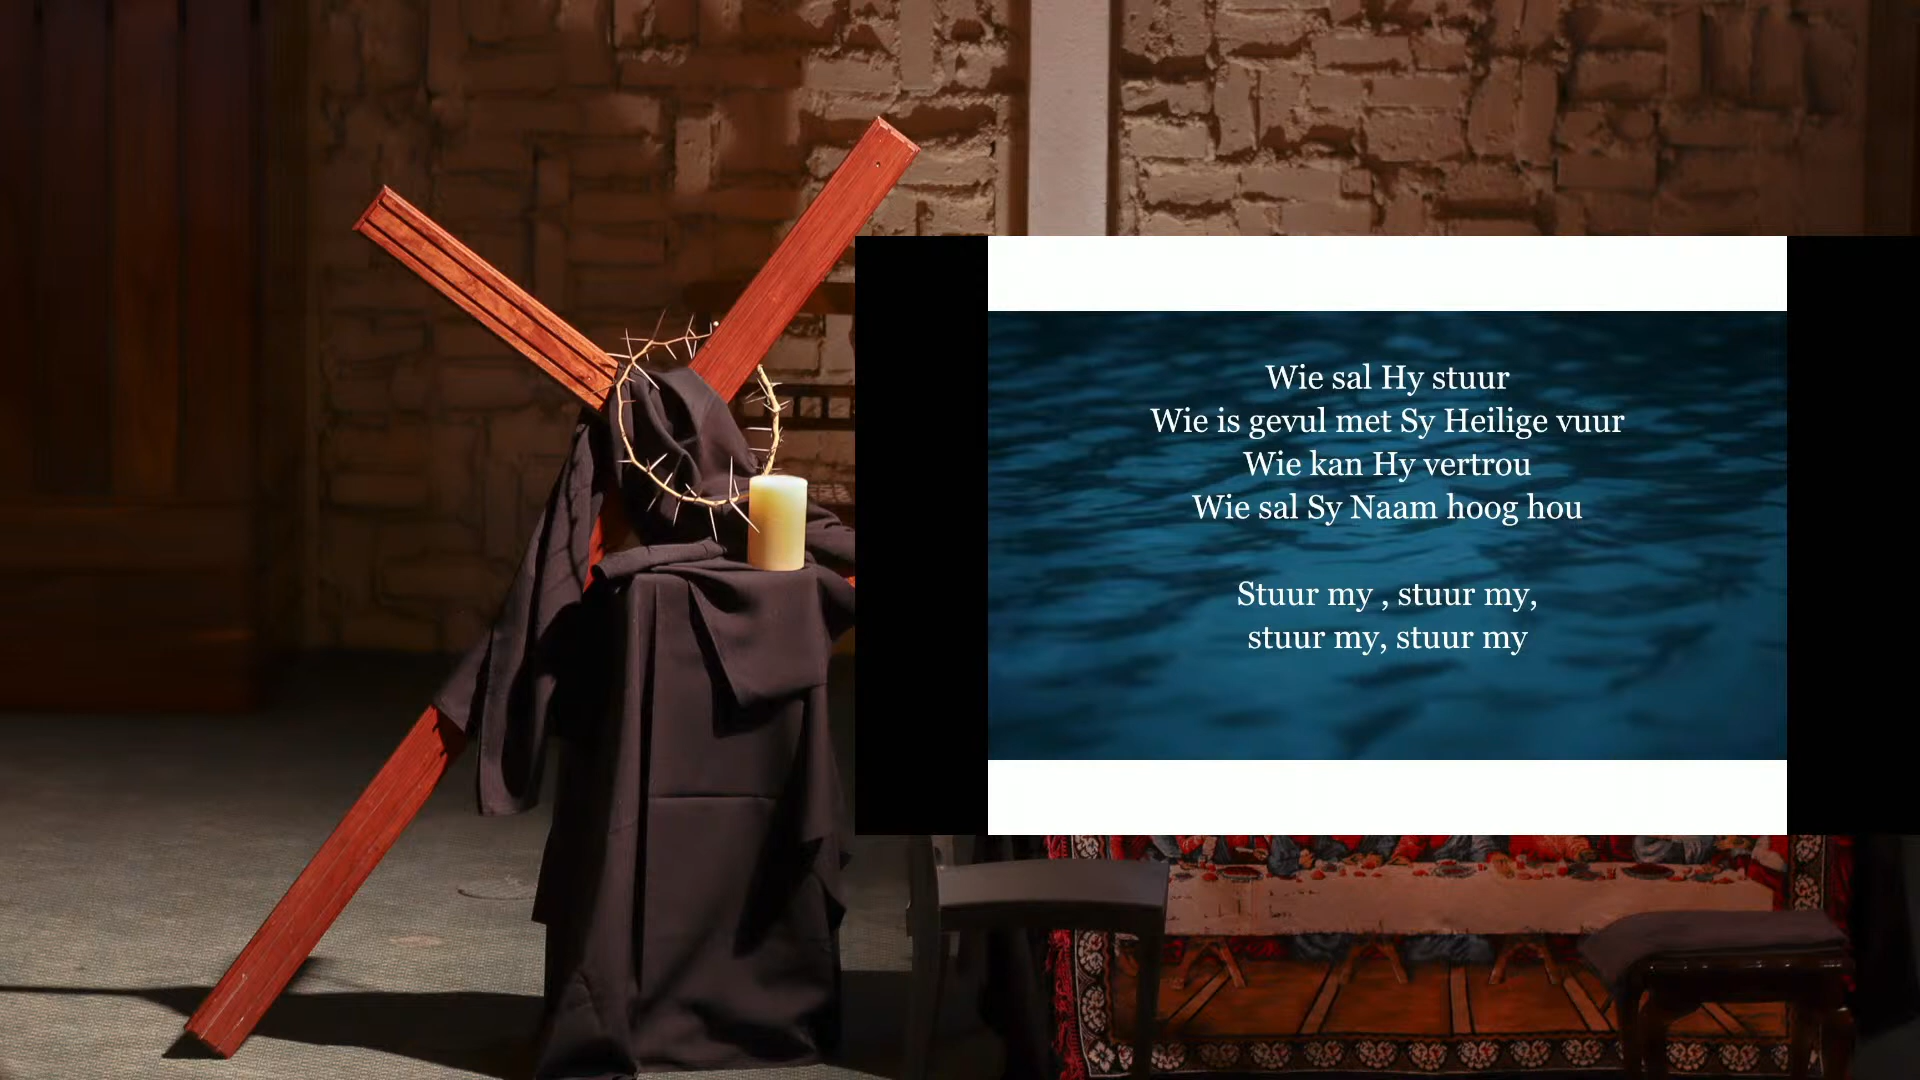 Wie sal Hy stuur
Wie is gevul met Sy Heilige vuur
Wie kan Hy vertrou
Wie sal Sy Naam hoog hou
Stuur my , stuur my,
stuur my, stuur my